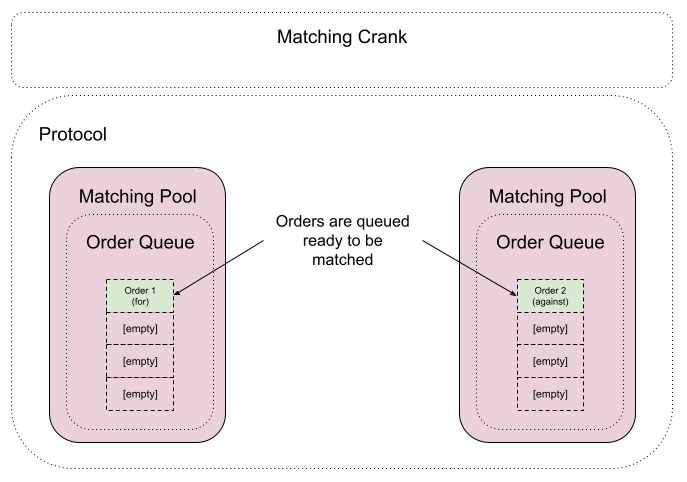 Matching Crank
Protocol
Matching Pool
Order Queue
Order 1
(for)
[empty]
[empty]
[empty]
Orders are queued
ready to be
matched
Matching Pool
Order Queue
Order 2
(against)
[empty]
[empty]
[empty]